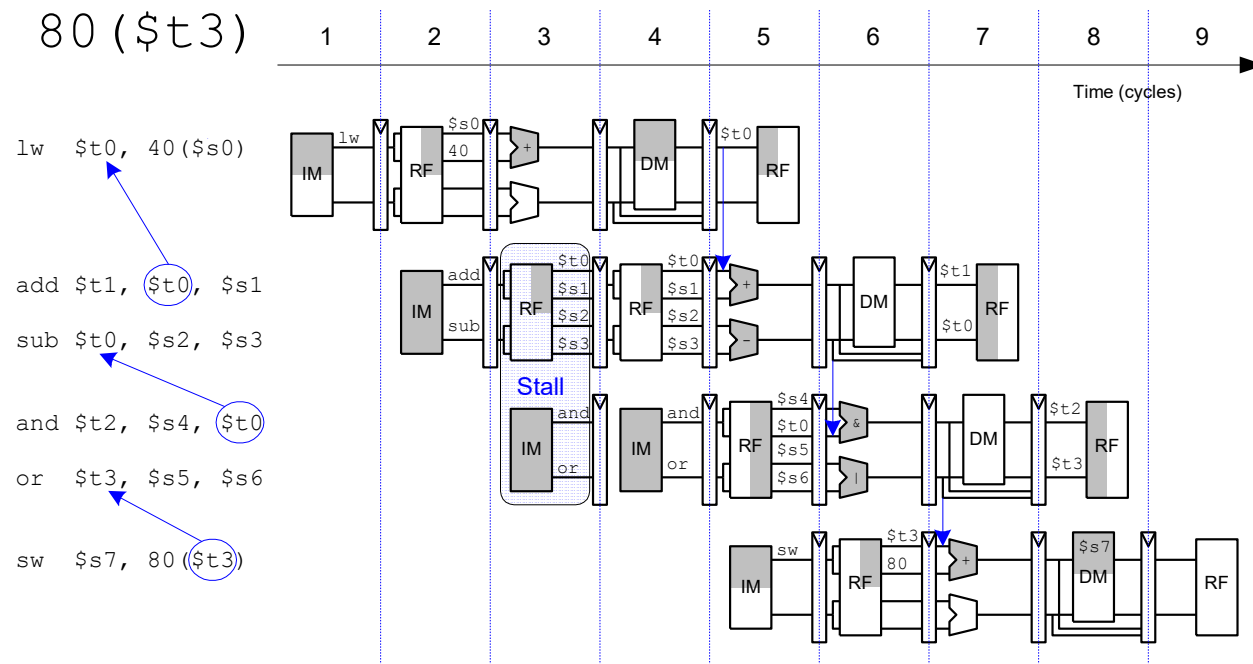 80($t3)
1 2 3 4 5 6 7 8 9
Time (cycles)
lw $t0, 40($s0)
IM lw RF $s0 40 + DM $t0 RF
add $t1, $t0, $s1
sub $t0, $s2, $s3
IM add sub RF $t0 $s1 $s2 $s3 RF $t0 $s1 $s2 $s3 + - DM $t1 $t0 RF
Stall
and $t2, $s4, $t0
or $t3, $s5, $s6
IM and or IM and or RF $s4 $t0 $s5 $s6 & | DM $t2 $t3 RF
sw $s7, 80($t3)
IM sw RF $t3 80 + $s7 DM RF